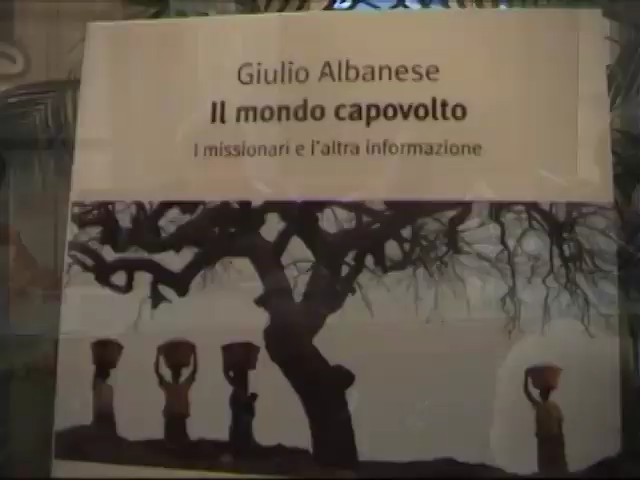 Giulio Albanese
Il mondo capovolto
I missionari e l'altra informazione